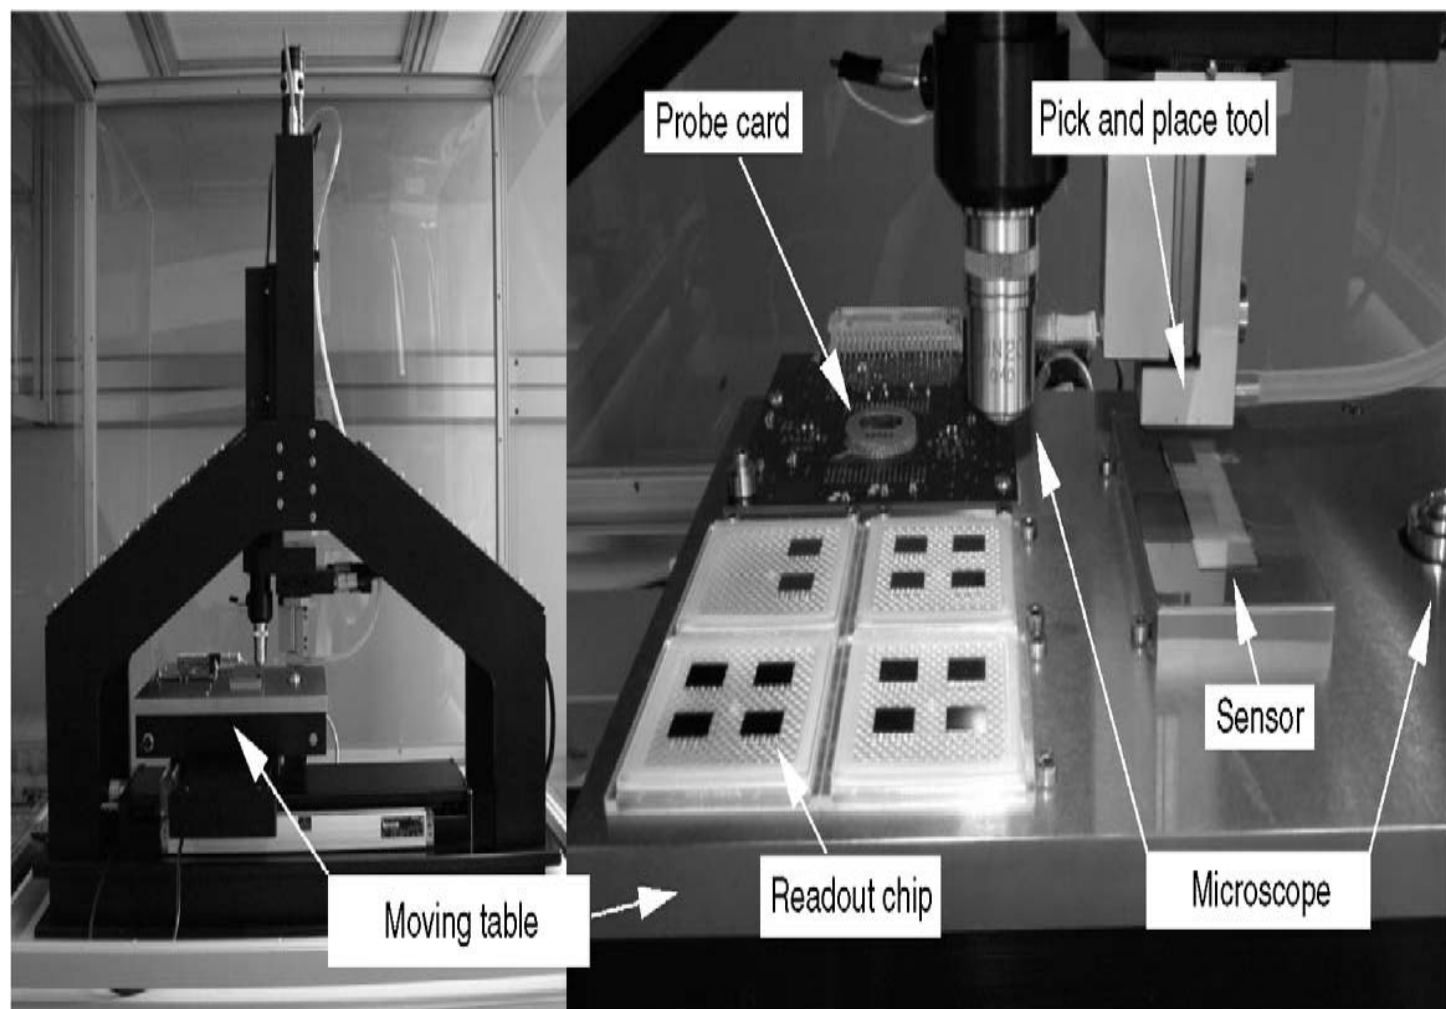 Probe card
Pick and place tool
Sensor
Moving table
Readout chip
Microscope